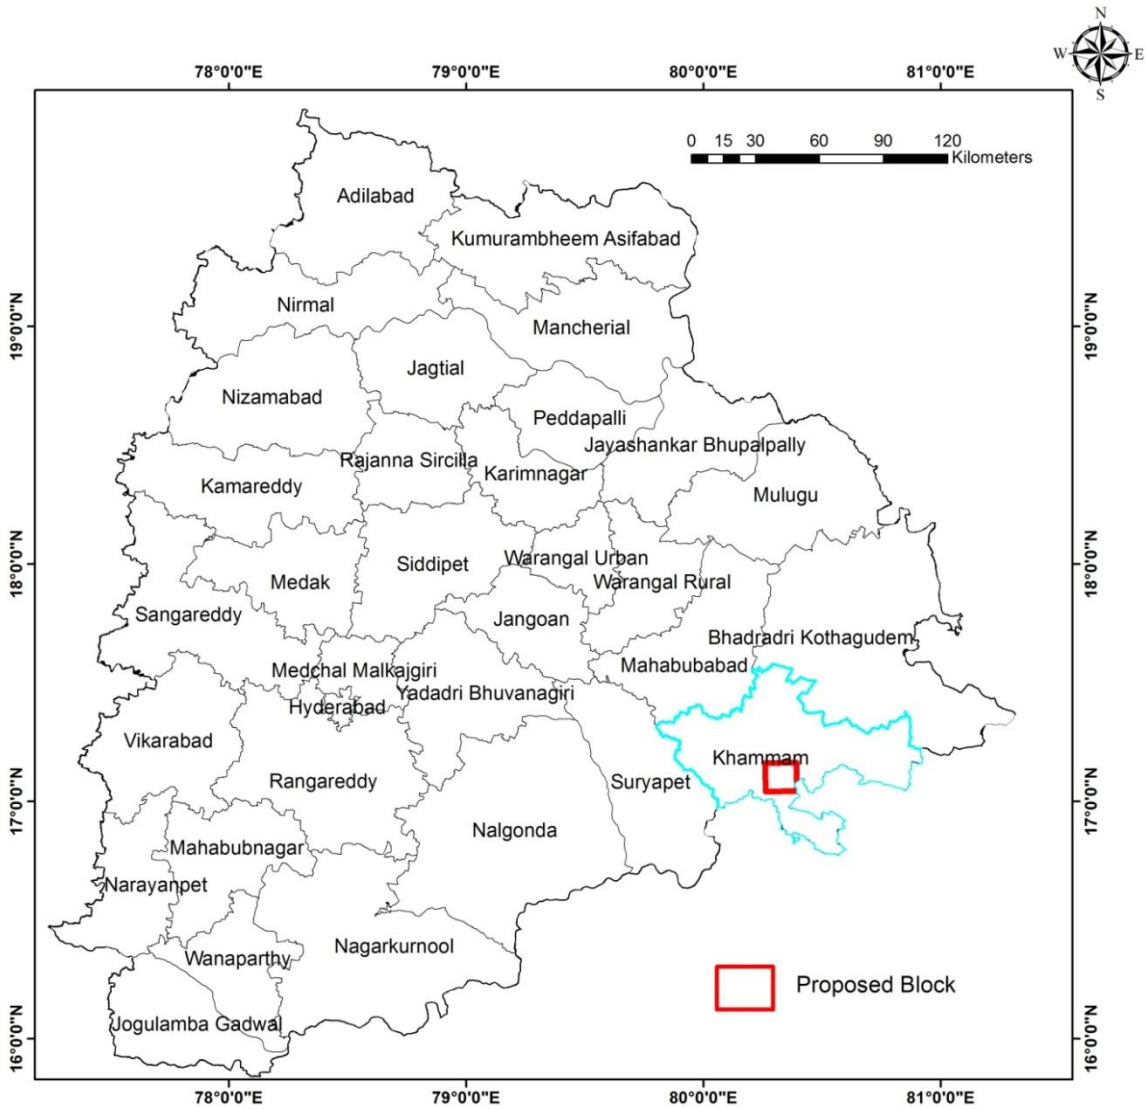 N
W E
S
78°0'0"E 79°0'0"E 80°0'0"E 81°0'0"E
0 15 30 60 90 120
Kilometers
Adilabad
Kumurambheem Asifabad
Nirmal
19°0'0"N
19°0'0"N
Mancherial
Jagtial
Nizamabad
Peddapalli
Jayashankar Bhupalpally
Rajanna Sircilla
Karimnagar
Kamareddy
Mulugu
18°0'0"N
18°0'0"N
Warangal Urban
Siddipet
Medak
Warangal Rural
Sangareddy
Jangoan
Bhadradri Kothagudem
Mahabubabad
Medchal Malkajgiri
Yadadri Bhuvanagiri
Hyderabad
Vikarabad
Khammam
Rangareddy
Suryapet
17°0'0"N
17°0'0"N
Nalgonda
Mahabubnagar
Narayanpet
Nagarkurnool
Wanaparthy
Proposed Block
Jogulamba Gadwal
16°0'0"N
16°0'0"N
78°0'0"E 79°0'0"E 80°0'0"E 81°0'0"E